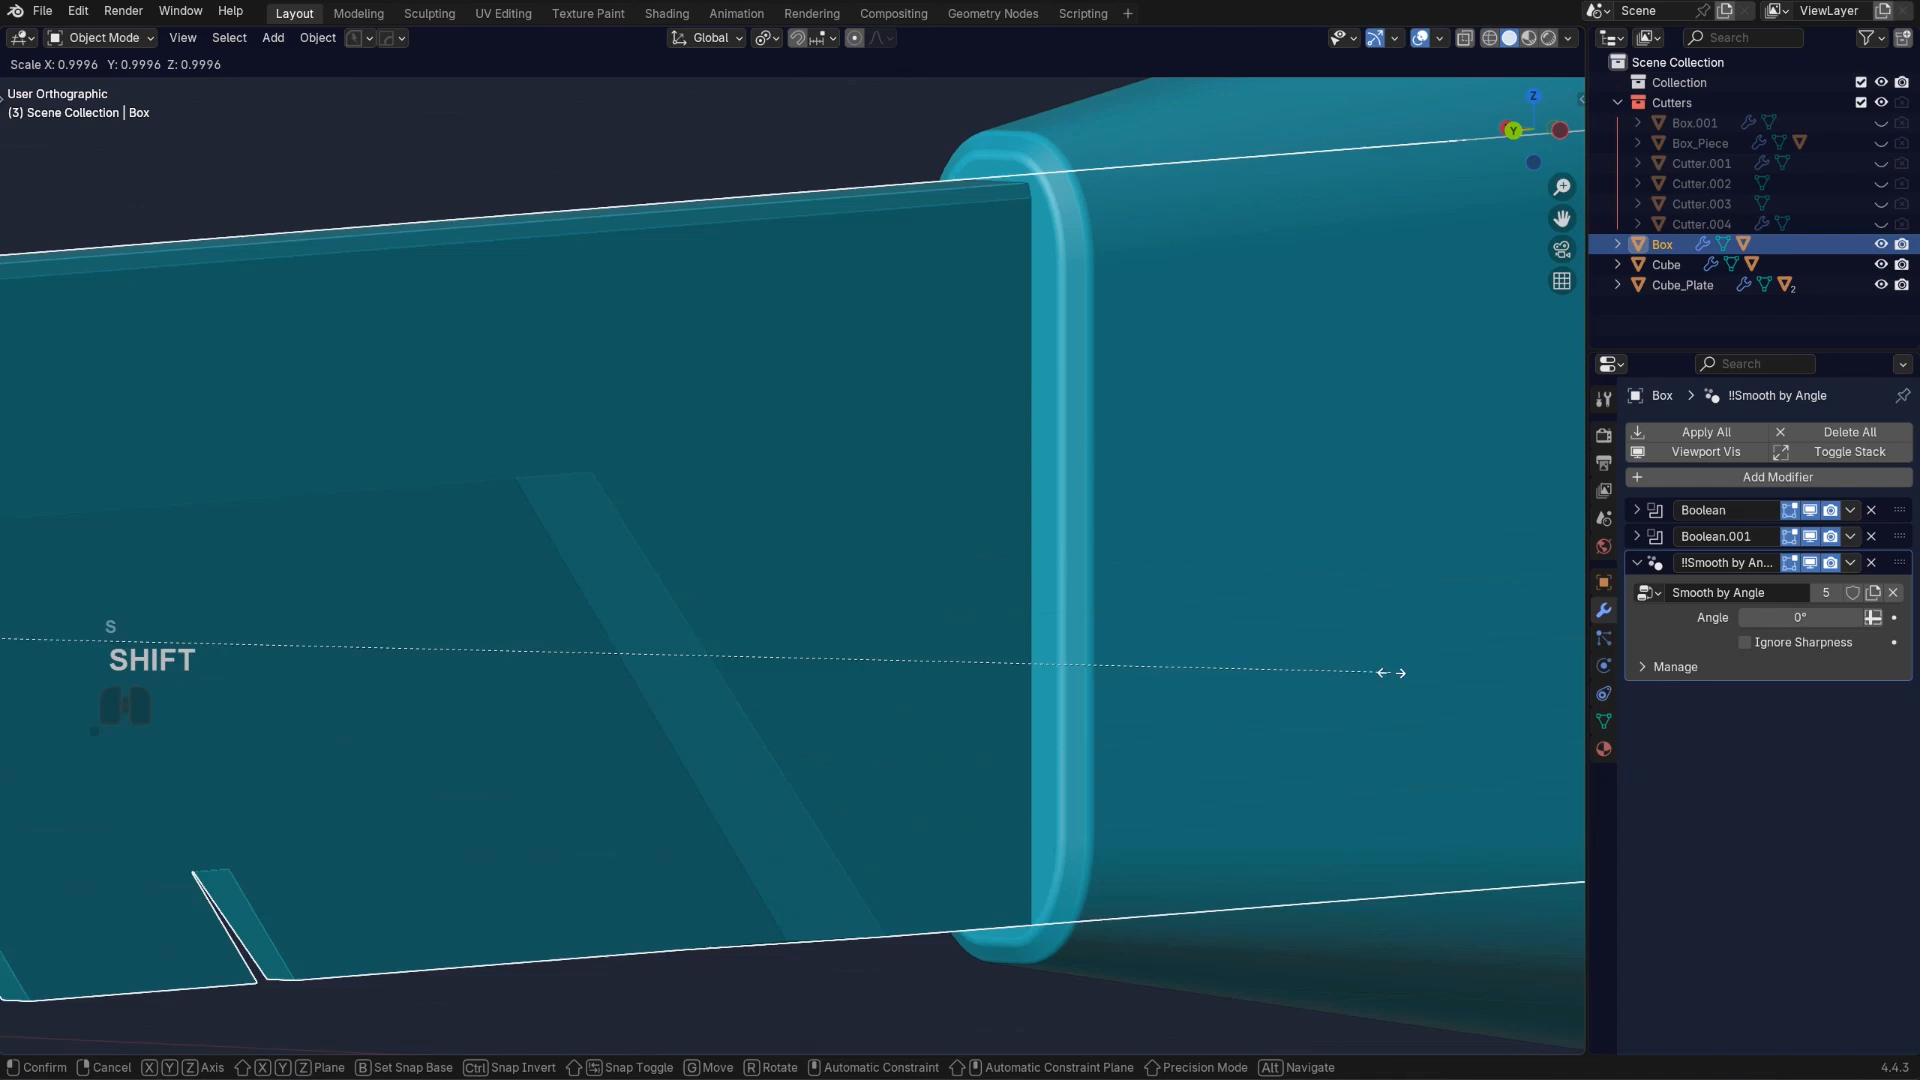 File Edit Render Window Help Layout Modeling Sculpting UV Editing Texture Paint Shading Animation Rendering Compositing Geometry Nodes Scripting + Scene ViewLayer
Object Mode View Select Add Object Global Search
Scale X: 0.9996 Y: 0.9996 Z: 0.9996
User Orthographic
(3) Scene Collection | Box
Z
Y
S
SHIFT
Scene Collection
Collection
Cutters
Box.001
Box_Piece
Cutter.001
Cutter.002
Cutter.003
Cutter.004
Box
Cube
Cube_Plate 2
Search
Box > !!Smooth by Angle
Apply All Delete All
Viewport Vis Toggle Stack
Add Modifier
Boolean
Boolean.001
!!Smooth by An...
Smooth by Angle 5
Angle 0°
Ignore Sharpness
Manage
Confirm Cancel X Y Z Axis X Y Z Plane B Set Snap Base Ctrl Snap Invert Snap Toggle G Move R Rotate Automatic Constraint Automatic Constraint Plane Precision Mode Alt Navigate 4.4.3